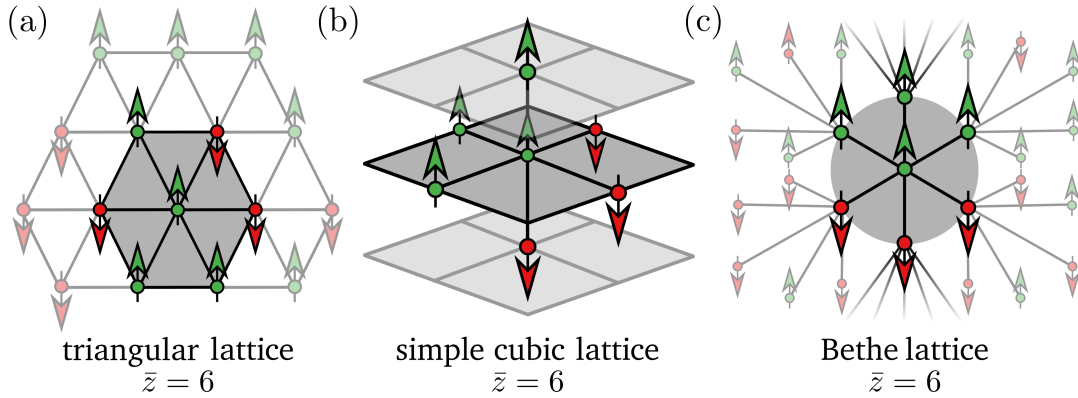 (a)
(b)
(c)
triangular lattice
z̄ = 6
simple cubic lattice
z̄ = 6
Bethe lattice
z̄ = 6